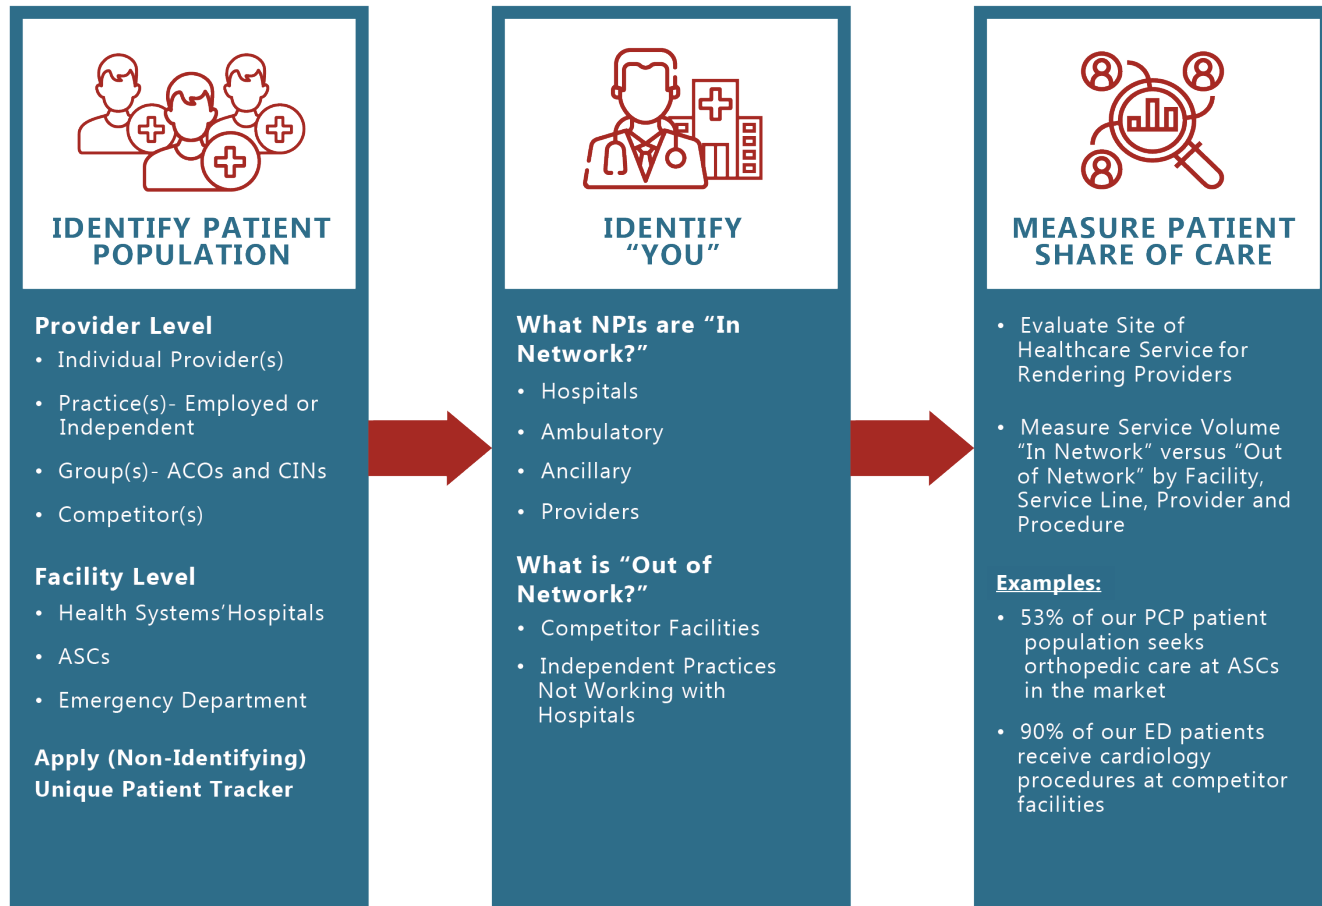 IDENTIFY PATIENT
POPULATION
Provider Level
• Individual Provider(s)
• Practice(s)- Employed or
Independent
• Group(s)- ACOs and CINs
• Competitor(s)
Facility Level
• Health Systems’Hospitals
• ASCs
• Emergency Department
Apply (Non-Identifying)
Unique Patient Tracker
IDENTIFY
“YOU”
What NPIs are “In
Network?”
• Hospitals
• Ambulatory
• Ancillary
• Providers
What is “Out of
Network?”
• Competitor Facilities
• Independent Practices
Not Working with
Hospitals
MEASURE PATIENT
SHARE OF CARE
• Evaluate Site of
Healthcare Service for
Rendering Providers
• Measure Service Volume
“In Network” versus “Out
of Network” by Facility,
Service Line, Provider and
Procedure
Examples:
• 53% of our PCP patient
population seeks
orthopedic care at ASCs
in the market
• 90% of our ED patients
receive cardiology
procedures at competitor
facilities